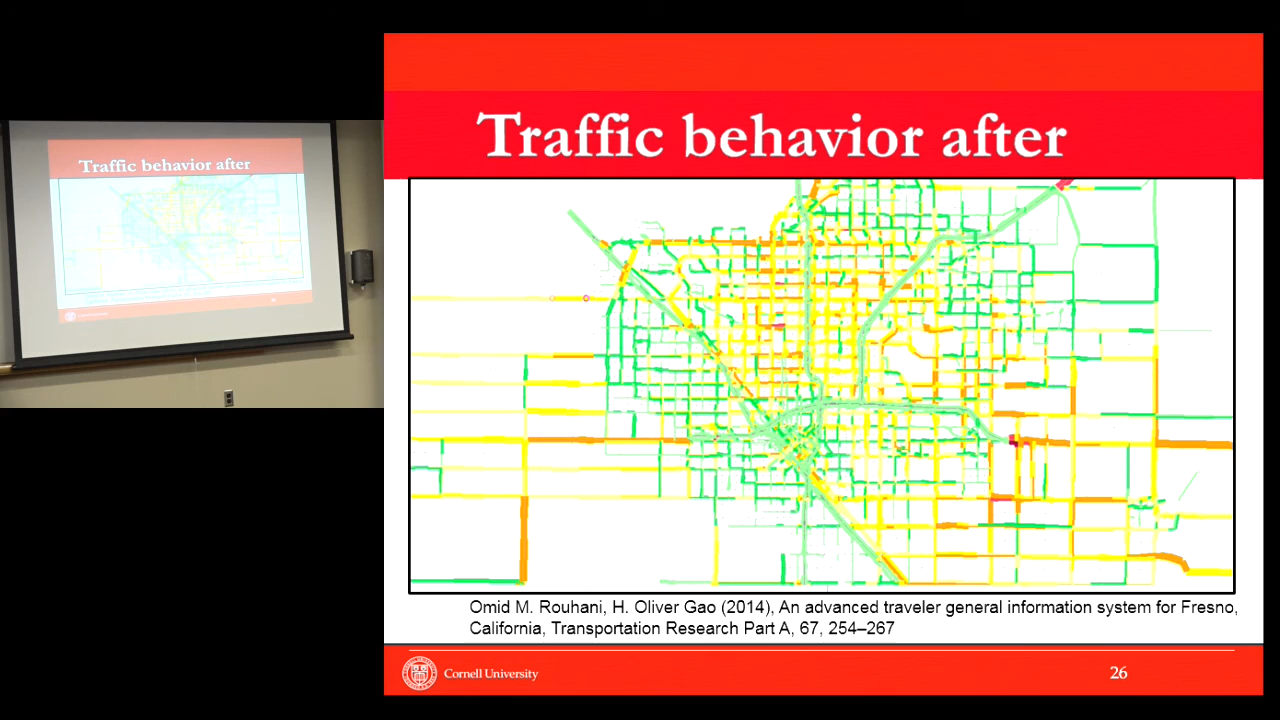 Traffic behavior after
Traffic behavior after
Omid M. Rouhani, H. Oliver Gao (2014), An advanced traveler general information system for Fresno,
California, Transportation Research Part A, 67, 254–267
Cornell University
26